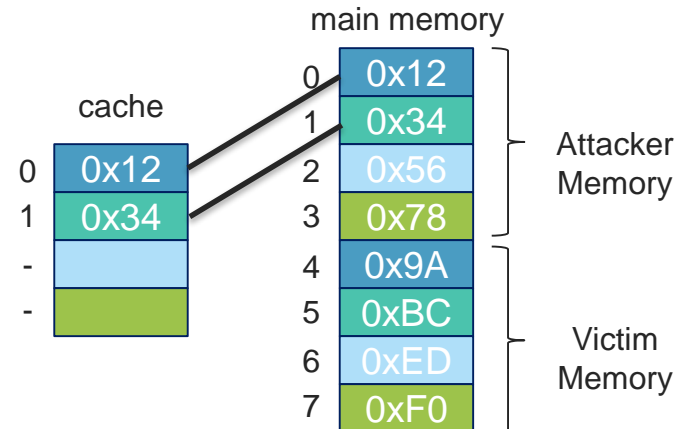 main memory
cache
0 0x12
1 0x34
-
-
0 0x12
1 0x34
2 0x56
3 0x78
4 0x9A
5 0xBC
6 0xED
7 0xF0
Attacker
Memory
Victim
Memory